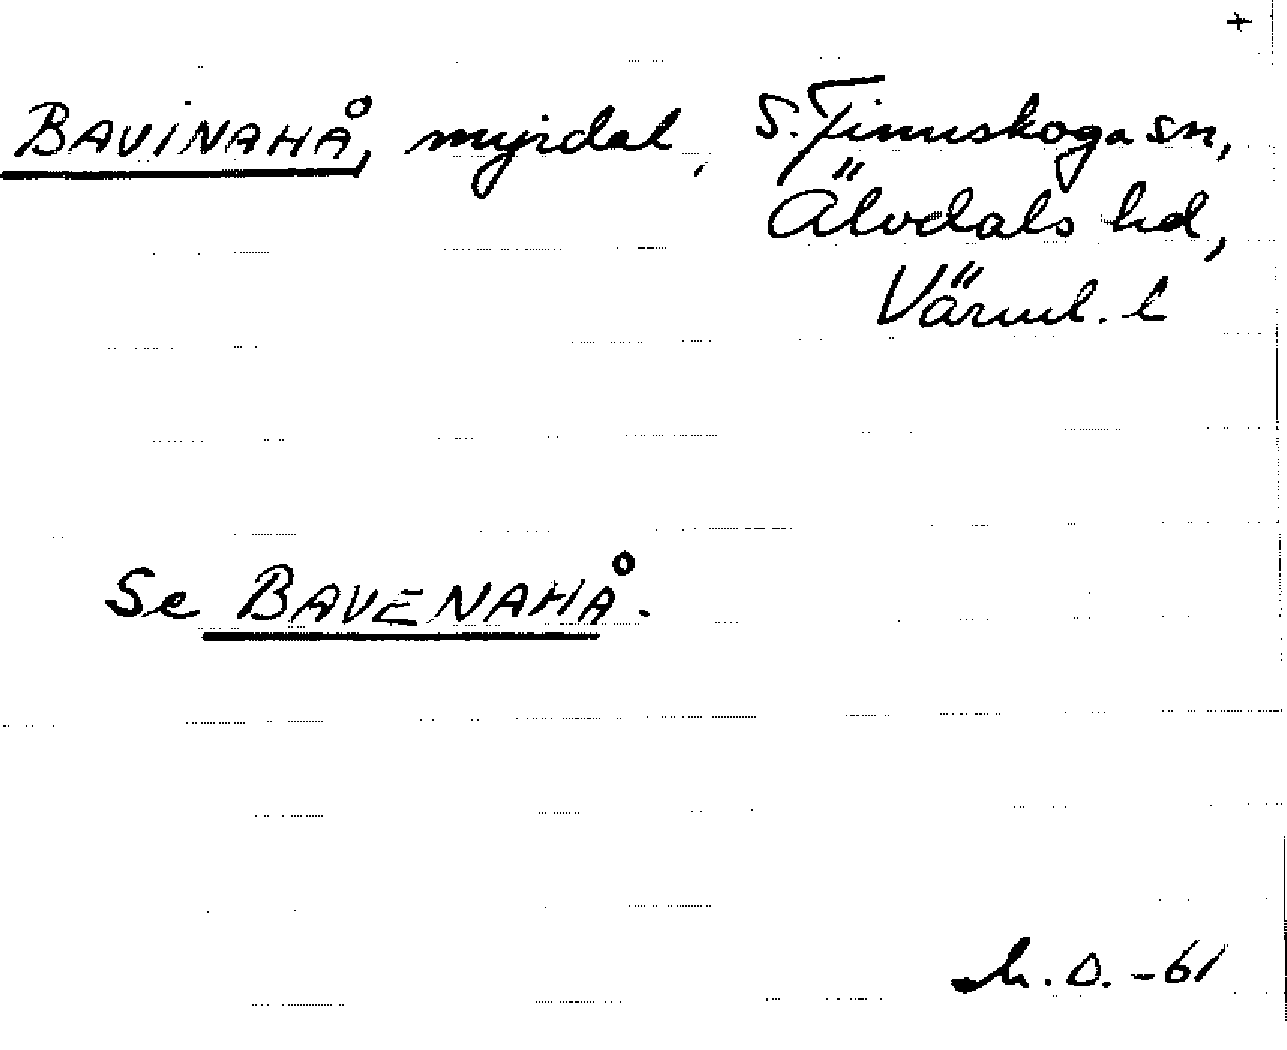 +
BAVINAHÅ, myrdal, S. Finnskoga sn,
Älvdals hd,
Värml. l
Se BAVENAHÅ.
O. -61